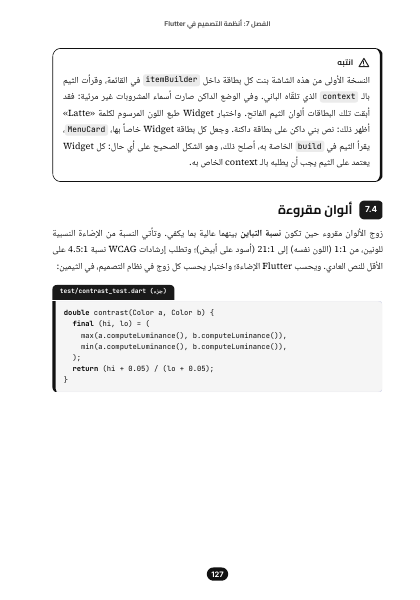 الفصل 7: أنظمة التصميم في Flutter
انتبه
النسخة الأولى من هذه الشاشة بنت كل بطاقة داخل itemBuilder في القائمة، وقرأت الثيم
بالـ context الذي تلقّاه الباني. وفي الوضع الداكن صارت أسماء المشروبات غير مرئية: فقد
أبقت تلك البطاقات ألوان الثيم الفاتح. واختبار Widget طبع اللون المرسوم لكلمة «Latte»
أظهر ذلك: نص بني داكن على بطاقة داكنة. وجعل كل بطاقة Widget خاصاً بها، MenuCard،
يقرأ الثيم في build الخاصة به، أصلح ذلك، وهو الشكل الصحيح على أي حال: كل Widget
يعتمد على الثيم يجب أن يطلبه بالـ context الخاص به.
7.4 ألوان مقروءة
زوج الألوان مقروء حين تكون نسبة التباين بينهما عالية بما يكفي. وتأتي النسبة من الإضاءة النسبية
للونين، من 1:1 (اللون نفسه) إلى 21:1 (أسود على أبيض)؛ وتطلب إرشادات WCAG نسبة 4.5:1 على
الأقل للنص العادي. ويحسب Flutter الإضاءة؛ واختبار يحسب كل زوج في نظام التصميم، في الثيمين:
test/contrast_test.dart (جزء)
double contrast(Color a, Color b) {
  final (hi, lo) = (
    max(a.computeLuminance(), b.computeLuminance()),
    min(a.computeLuminance(), b.computeLuminance()),
  );
  return (hi + 0.05) / (lo + 0.05);
}
127